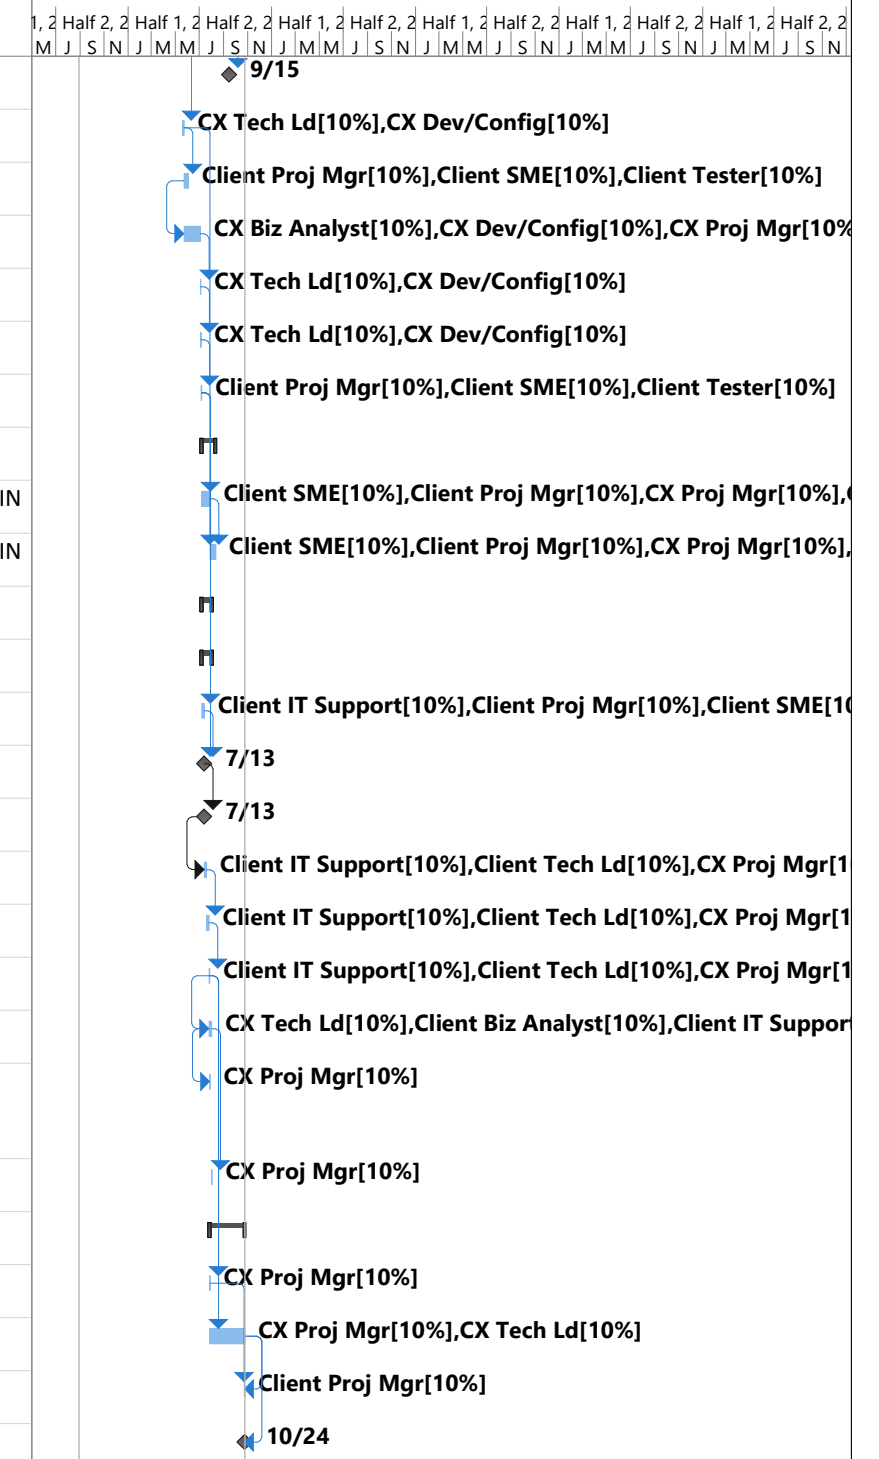 1, 2 Half 2, 2 Half 1, 2 Half 2, 2 Half 1, 2 Half 2, 2 Half 1, 2 Half 2, 2 Half 1, 2 Half 2, 2 Half 1, 2 Half 2, 2
M J S N J M M J S N J M M J S N J M M J S N J M M J S N J M M J S N
9/15
CX Tech Ld[10%],CX Dev/Config[10%]
Client Proj Mgr[10%],Client SME[10%],Client Tester[10%]
CX Biz Analyst[10%],CX Dev/Config[10%],CX Proj Mgr[10%
CX Tech Ld[10%],CX Dev/Config[10%]
CX Tech Ld[10%],CX Dev/Config[10%]
Client Proj Mgr[10%],Client SME[10%],Client Tester[10%]
IN Client SME[10%],Client Proj Mgr[10%],CX Proj Mgr[10%],
IN Client SME[10%],Client Proj Mgr[10%],CX Proj Mgr[10%],
Client IT Support[10%],Client Proj Mgr[10%],Client SME[10
7/13
7/13
Client IT Support[10%],Client Tech Ld[10%],CX Proj Mgr[1
Client IT Support[10%],Client Tech Ld[10%],CX Proj Mgr[1
Client IT Support[10%],Client Tech Ld[10%],CX Proj Mgr[1
CX Tech Ld[10%],Client Biz Analyst[10%],Client IT Support
CX Proj Mgr[10%]
CX Proj Mgr[10%]
CX Proj Mgr[10%]
CX Proj Mgr[10%],CX Tech Ld[10%]
Client Proj Mgr[10%]
10/24